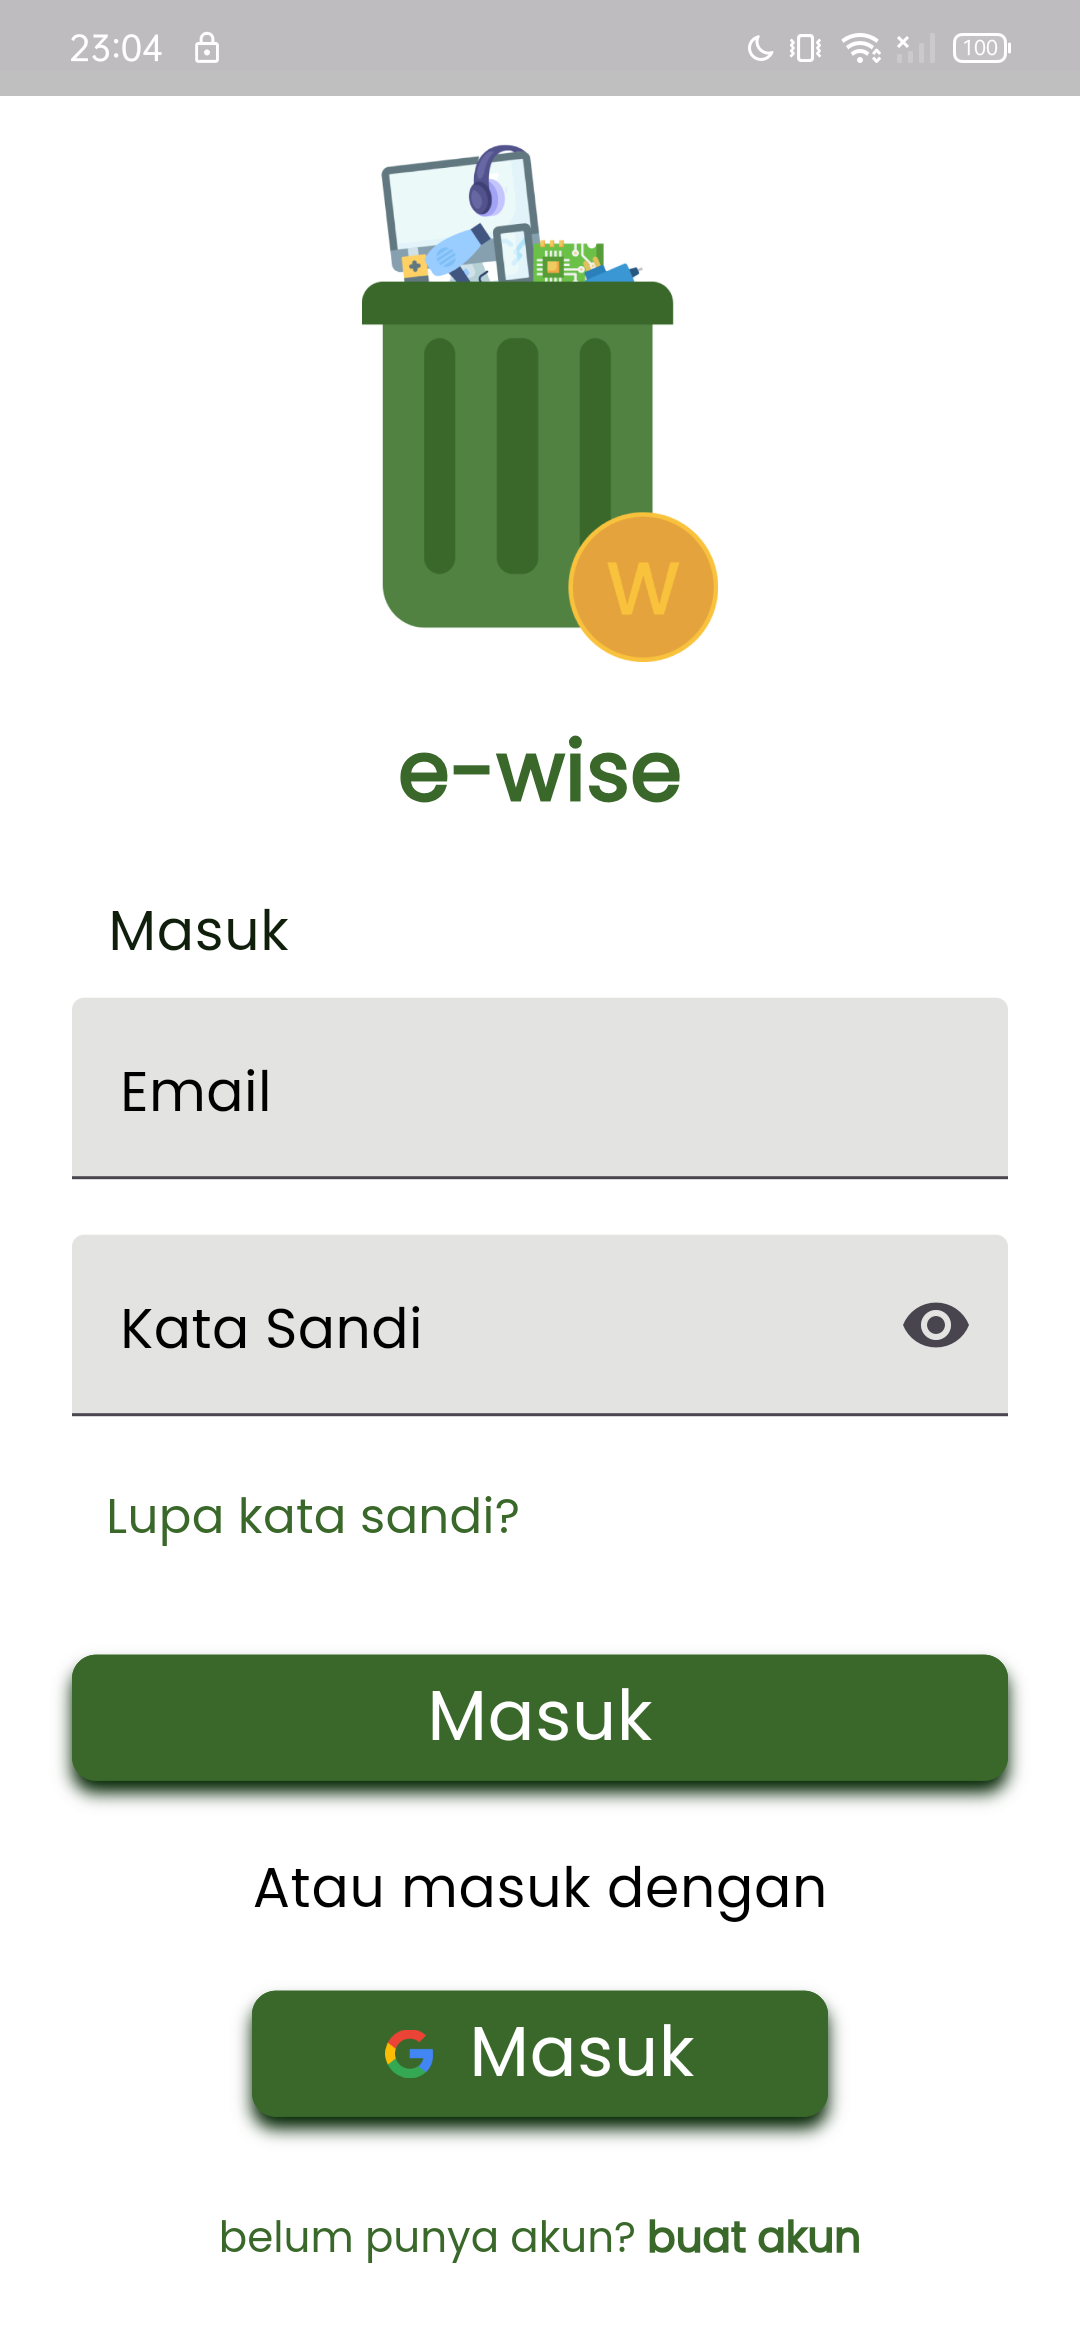 23:04
100
W
e-wise
Masuk
Email
Kata Sandi
Lupa kata sandi?
Masuk
Atau masuk dengan
Masuk
belum punya akun? buat akun